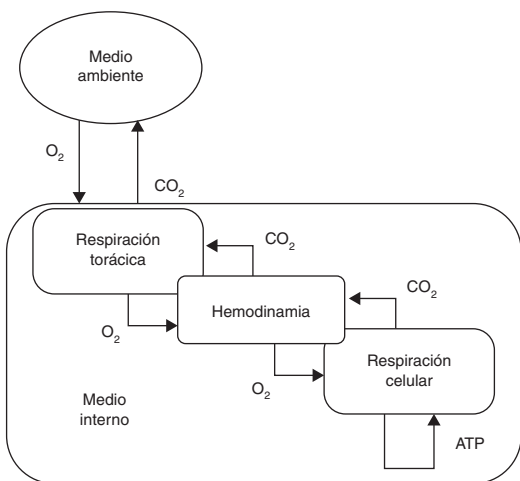 Medio
ambiente
O₂
CO₂
Respiración
torácica
CO₂
O₂
Hemodinamia
CO₂
O₂
Respiración
celular
Medio
interno
ATP